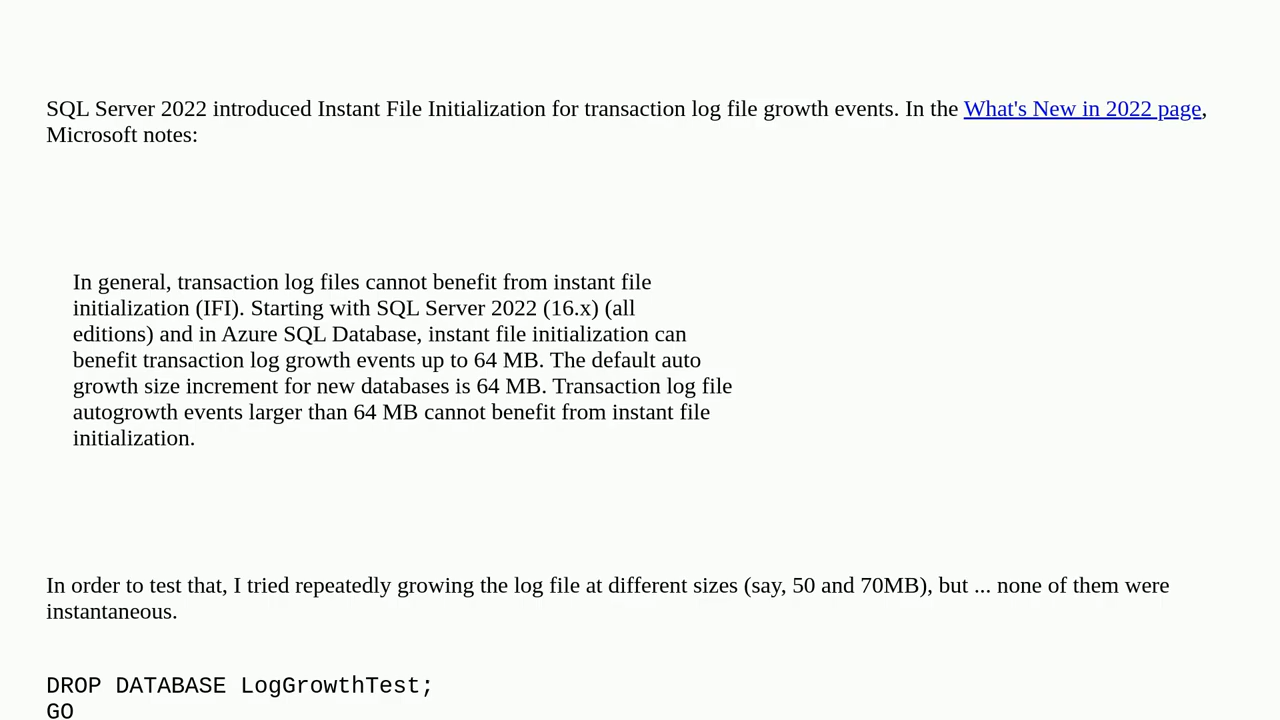 SQL Server 2022 introduced Instant File Initialization for transaction log file growth events. In the What's New in 2022 page,
Microsoft notes:
In general, transaction log files cannot benefit from instant file
initialization (IFI). Starting with SQL Server 2022 (16.x) (all
editions) and in Azure SQL Database, instant file initialization can
benefit transaction log growth events up to 64 MB. The default auto
growth size increment for new databases is 64 MB. Transaction log file
autogrowth events larger than 64 MB cannot benefit from instant file
initialization.
In order to test that, I tried repeatedly growing the log file at different sizes (say, 50 and 70MB), but ... none of them were
instantaneous.
DROP DATABASE LogGrowthTest;
GO